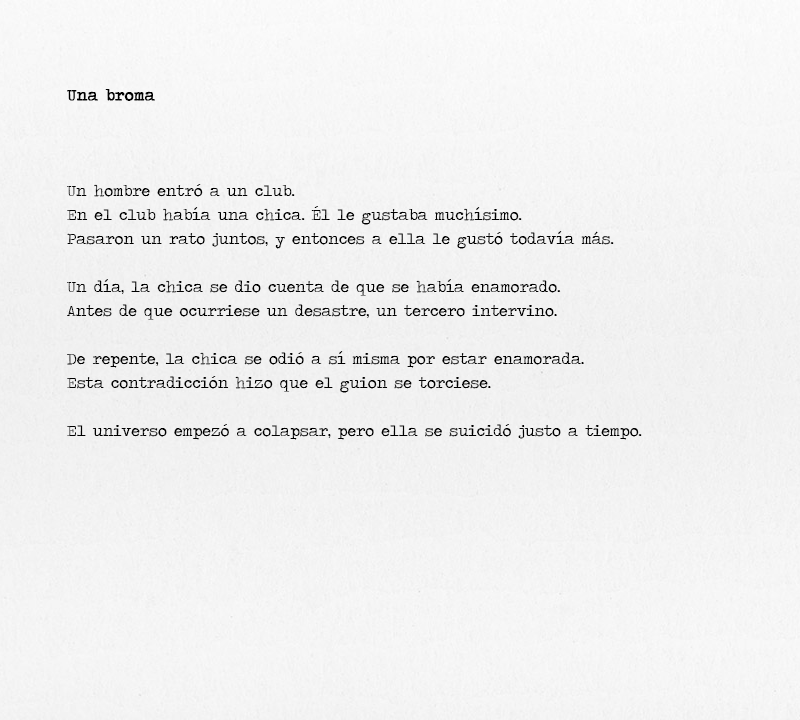 Una broma
Un hombre entró a un club.
En el club había una chica. Él le gustaba muchísimo.
Pasaron un rato juntos, y entonces a ella le gustó todavía más.
Un día, la chica se dio cuenta de que se había enamorado.
Antes de que ocurriese un desastre, un tercero intervino.
De repente, la chica se odió a sí misma por estar enamorada.
Esta contradicción hizo que el guion se torciese.
El universo empezó a colapsar, pero ella se suicidó justo a tiempo.